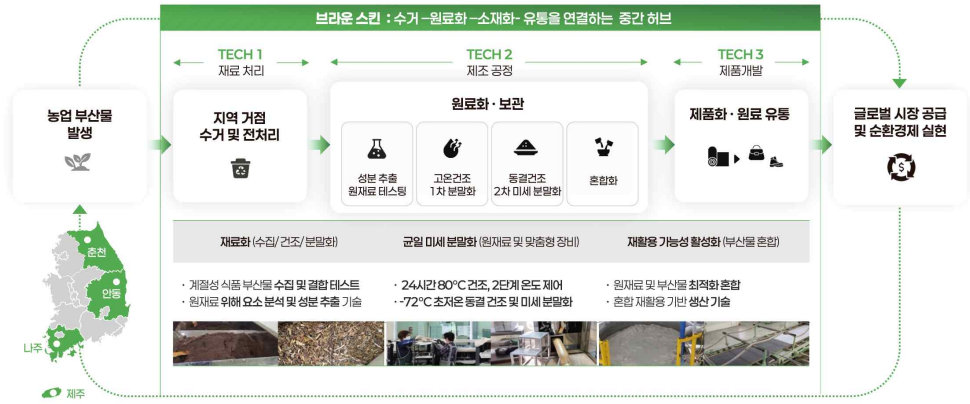 브라운 스킨 : 수거 –원료화 –소재화- 유통을 연결하는 중간 허브
TECH 1
재료 처리
TECH 2
제조 공정
TECH 3
제품개발
농업 부산물
발생
지역 거점
수거 및 전처리
원료화 · 보관
성분 추출
원재료 테스팅
고온건조
1차 분말화
동결건조
2차 미세 분말화
혼합화
제품화 · 원료 유통
글로벌 시장 공급
및 순환경제 실현
재료화 (수집/ 건조/ 분말화)
균일 미세 분말화 (원재료 및 맞춤형 장비)
재활용 가능성 활성화 (부산물 혼합)
· 계절성 식품 부산물 수집 및 결합 테스트
· 원재료 위해 요소 분석 및 성분 추출 기술
· 24시간 80°C 건조, 2단계 온도 제어
· -72°C 초저온 동결 건조 및 미세 분말화
· 원재료 및 부산물 최적화 혼합
· 혼합 재활용 기반 생산 기술
춘천
안동
나주
제주